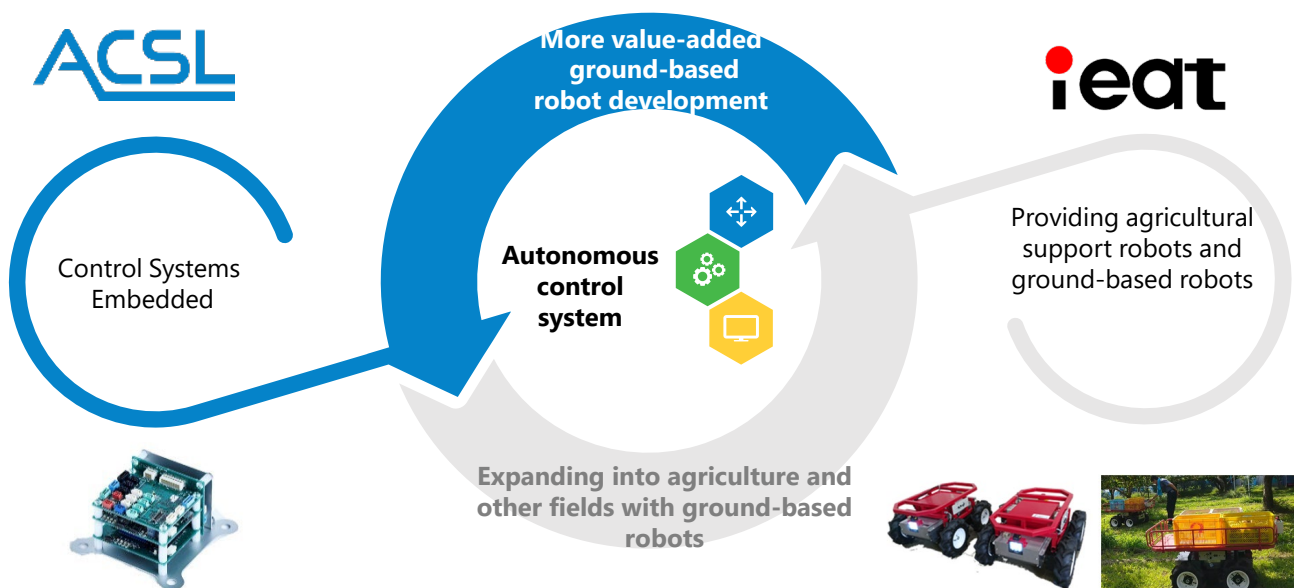 ACSL
More value-added
ground-based
robot development
ieat
Control Systems
Embedded
Autonomous
control
system
Providing agricultural
support robots and
ground-based robots
Expanding into agriculture and
other fields with ground-based
robots